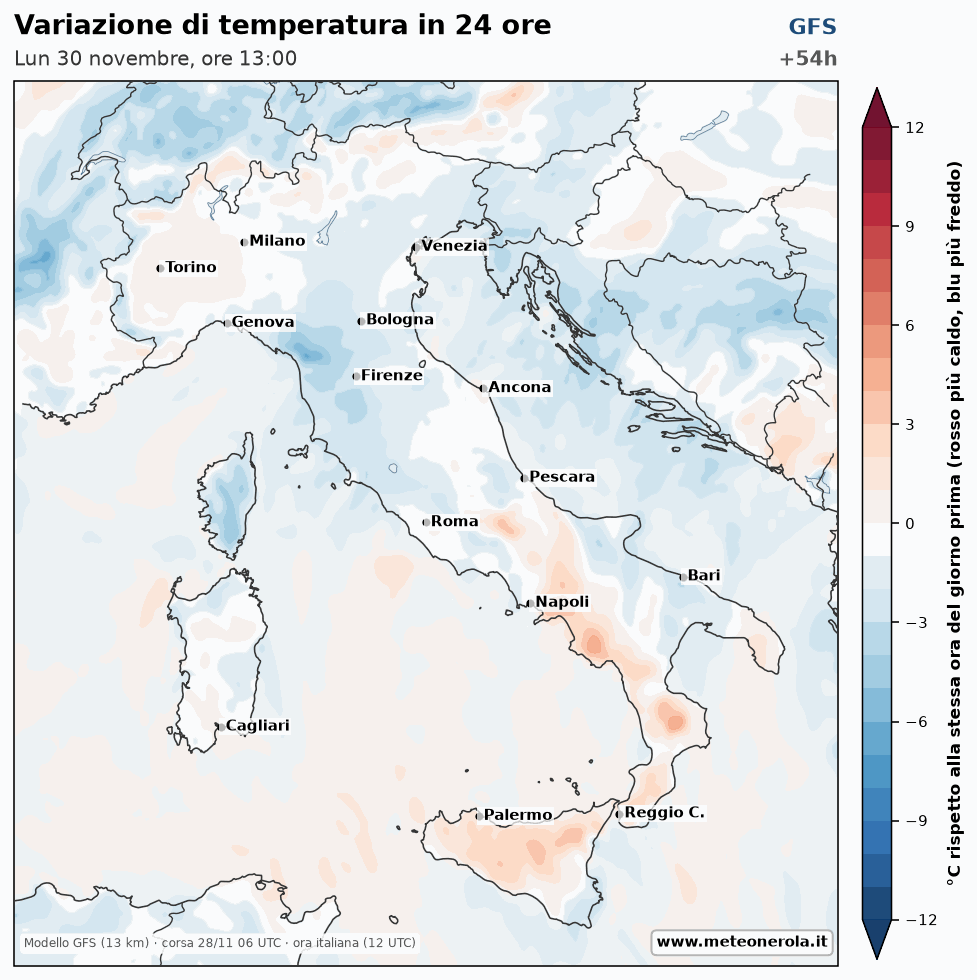 Variazione di temperatura in 24 ore
GFS
Lun 30 novembre, ore 13:00
+54h
Milano
Venezia
Torino
Genova
Bologna
Firenze
Ancona
Pescara
Roma
Bari
Napoli
Cagliari
Palermo
Reggio C.
12
9
6
3
0
−3
−6
−9
−12
°C rispetto alla stessa ora del giorno prima (rosso più caldo, blu più freddo)
Modello GFS (13 km) · corsa 28/11 06 UTC · ora italiana (12 UTC)
www.meteonerola.it